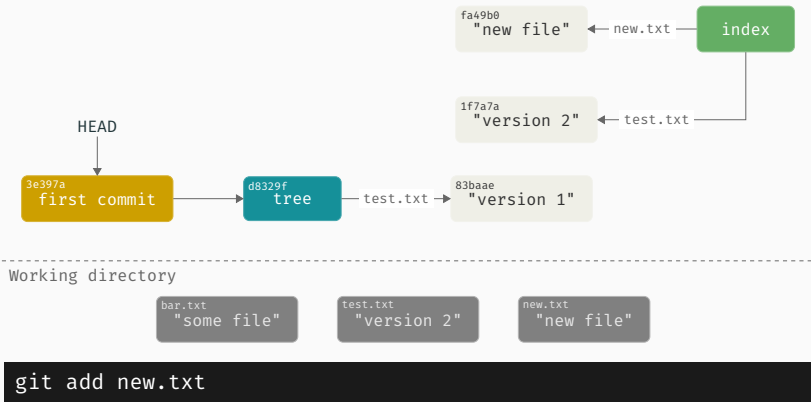 fa49b0
"new file"
new.txt
index
1f7a7a
"version 2"
test.txt
HEAD
3e397a
first commit
d8329f
tree
test.txt
83baae
"version 1"
Working directory
bar.txt
"some file"
test.txt
"version 2"
new.txt
"new file"
git add new.txt